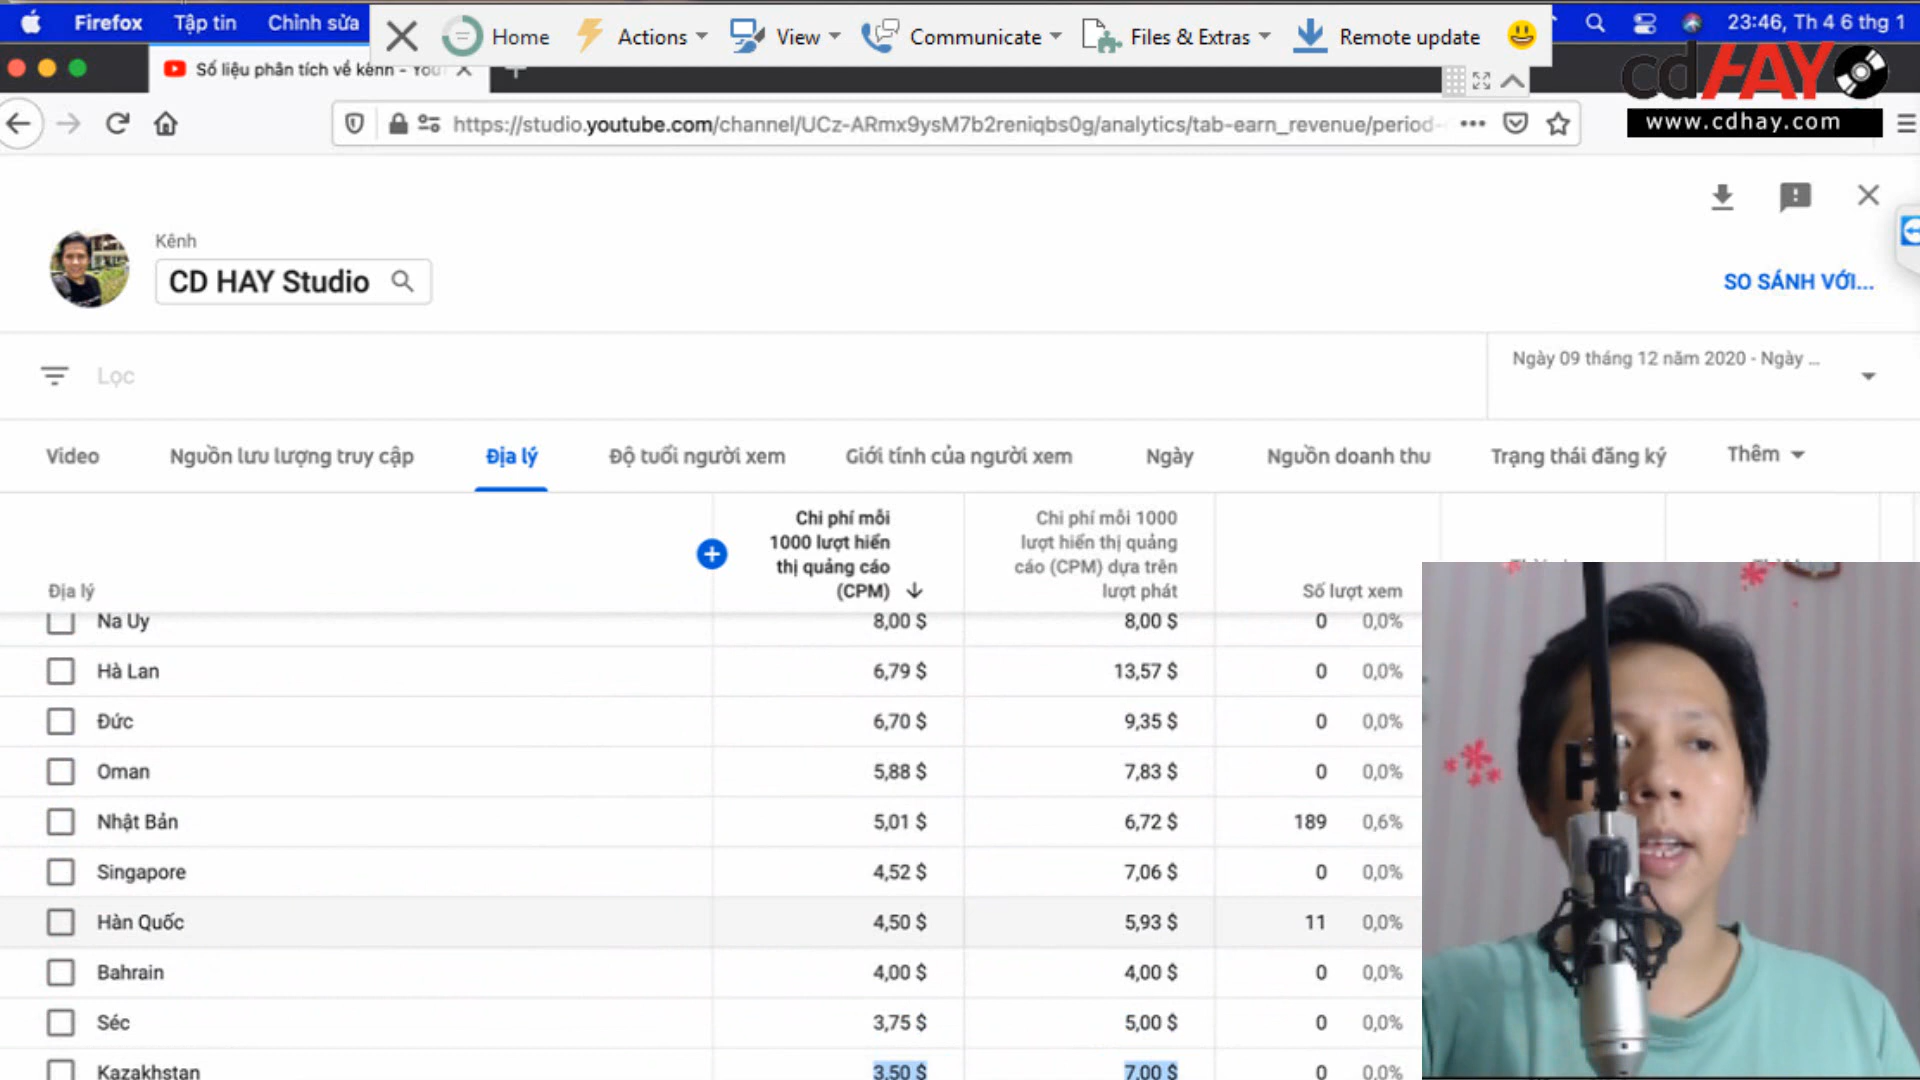 Firefox Tập tin Chỉnh sửa
Home Actions View Communicate Files & Extras Remote update
23:46, Th 4 6 thg 1
cdHAY
www.cdhay.com
Số liệu phân tích về kênh - You
https://studio.youtube.com/channel/UCz-ARmx9ysM7b2reniqbs0g/analytics/tab-earn_revenue/period-
Kênh
CD HAY Studio
SO SÁNH VỚI...
Lọc
Ngày 09 tháng 12 năm 2020 - Ngày ...
Video Nguồn lưu lượng truy cập Địa lý Độ tuổi người xem Giới tính của người xem Ngày Nguồn doanh thu Trạng thái đăng ký Thêm
Địa lý
Chi phí mỗi
1000 lượt hiển
thị quảng cáo
(CPM)
Chi phí mỗi 1000
lượt hiển thị quảng
cáo (CPM) dựa trên
lượt phát
Số lượt xem
Na Uy 8,00 $ 8,00 $ 0 0,0%
Hà Lan 6,79 $ 13,57 $ 0 0,0%
Đức 6,70 $ 9,35 $ 0 0,0%
Oman 5,88 $ 7,83 $ 0 0,0%
Nhật Bản 5,01 $ 6,72 $ 189 0,6%
Singapore 4,52 $ 7,06 $ 0 0,0%
Hàn Quốc 4,50 $ 5,93 $ 11 0,0%
Bahrain 4,00 $ 4,00 $ 0 0,0%
Séc 3,75 $ 5,00 $ 0 0,0%
Kazakhstan 3,50 $ 7,00 $ 0 0,0%